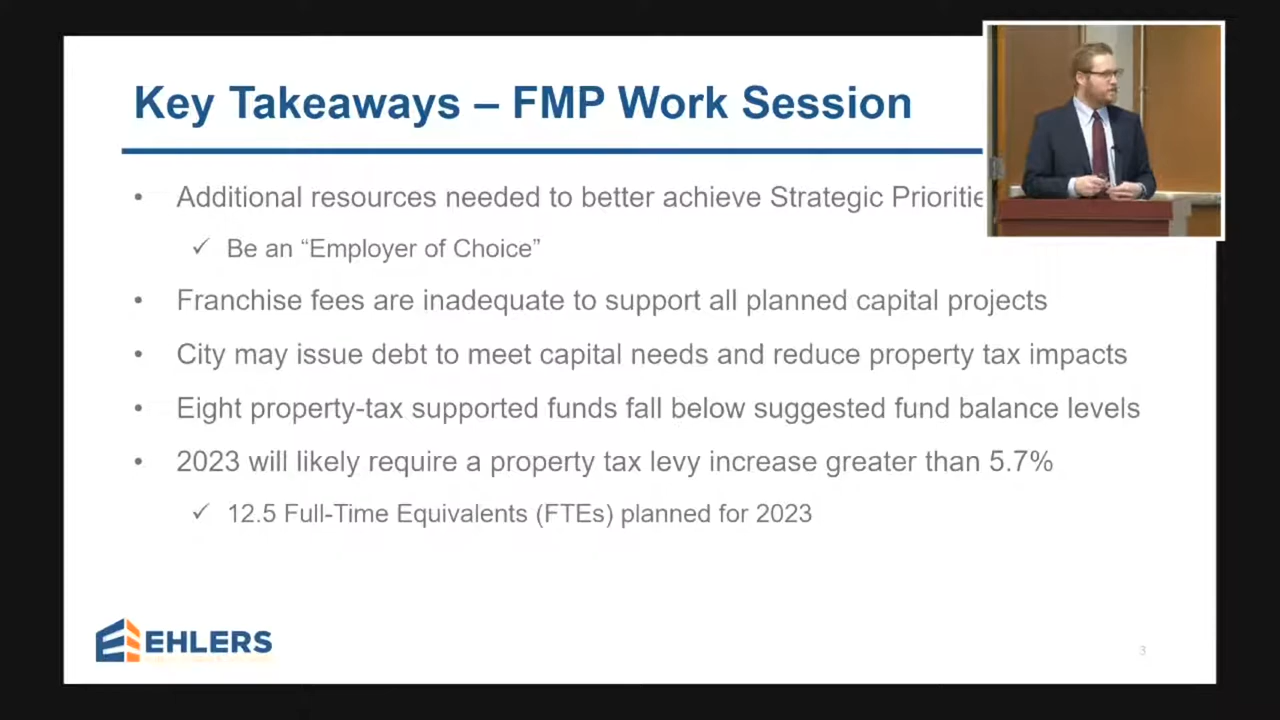 Key Takeaways – FMP Work Session
• Additional resources needed to better achieve Strategic Prioritie
✓ Be an “Employer of Choice”
• Franchise fees are inadequate to support all planned capital projects
• City may issue debt to meet capital needs and reduce property tax impacts
• Eight property-tax supported funds fall below suggested fund balance levels
• 2023 will likely require a property tax levy increase greater than 5.7%
✓ 12.5 Full-Time Equivalents (FTEs) planned for 2023
EHLERS
3